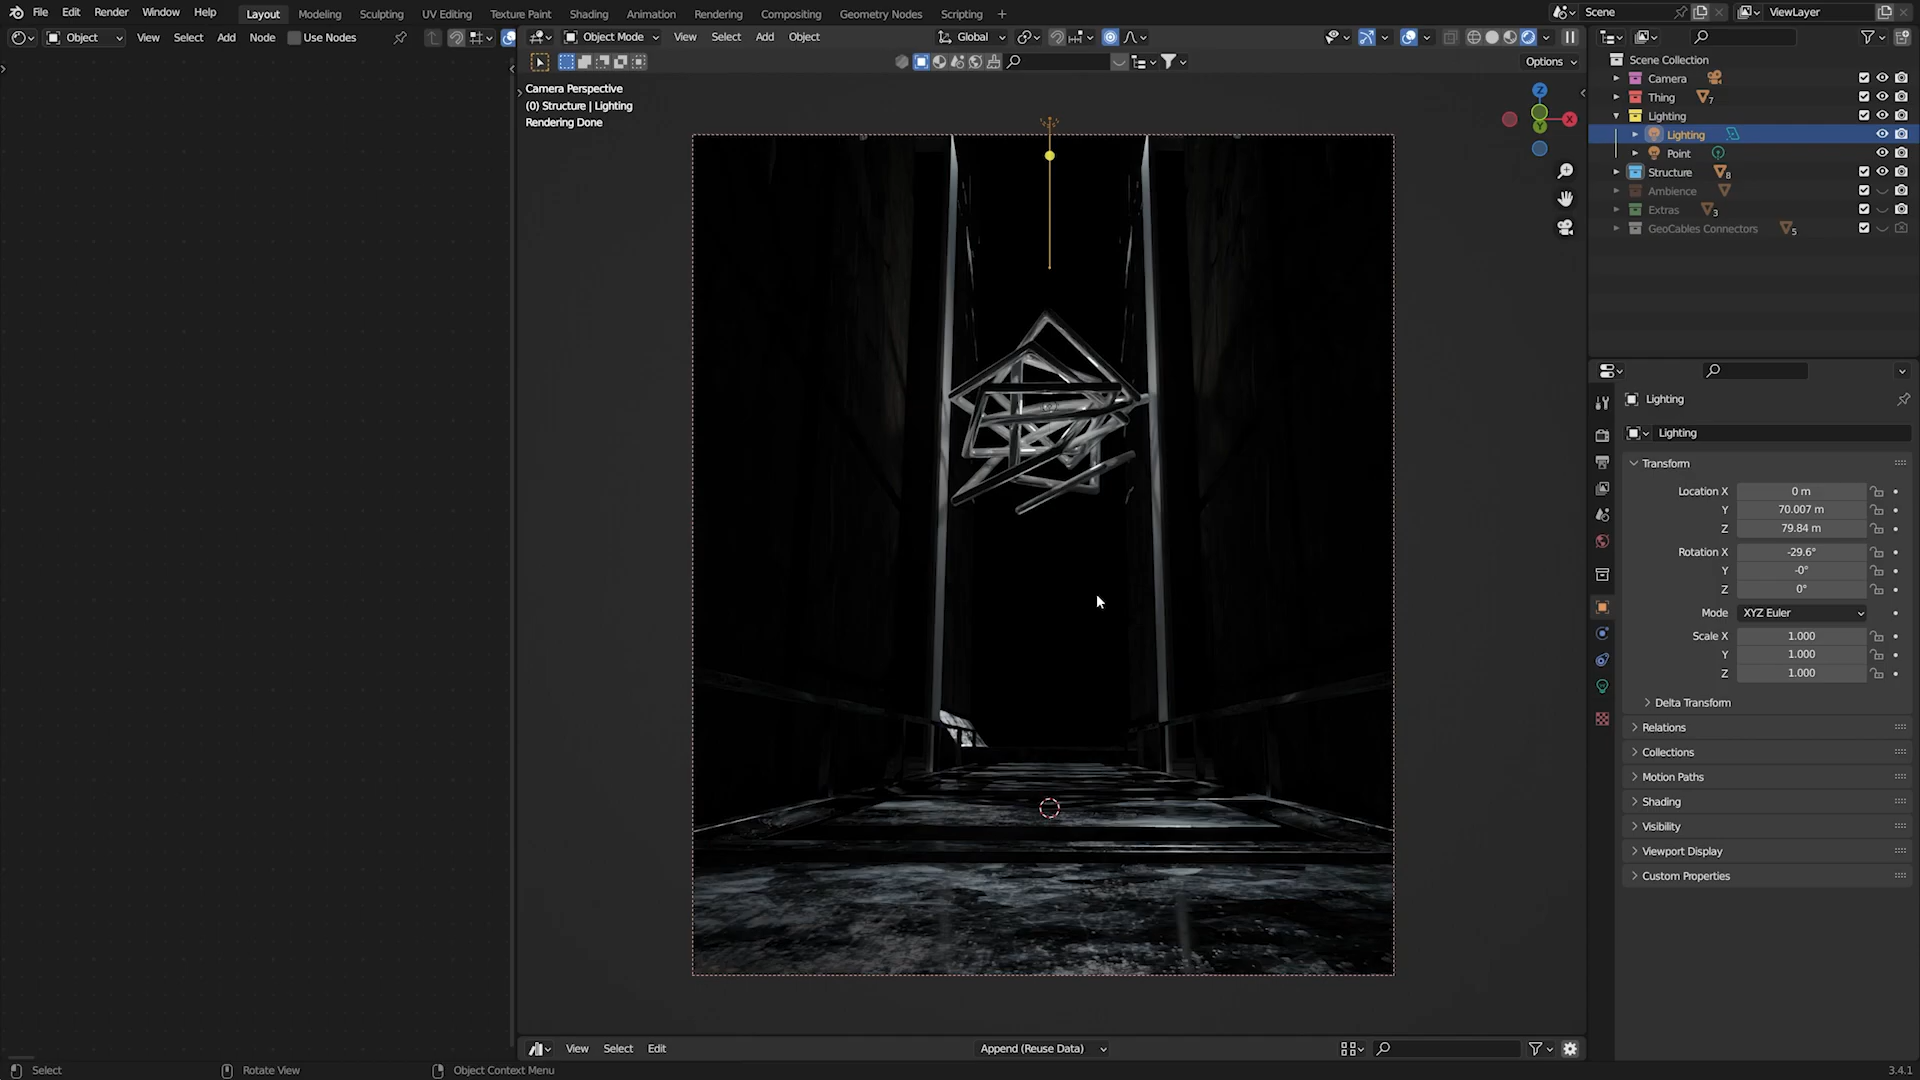 File Edit Render Window Help Layout Modeling Sculpting UV Editing Texture Paint Shading Animation Rendering Compositing Geometry Nodes Scripting + Scene ViewLayer
Object View Select Add Node Use Nodes Object Mode View Select Add Object Global
Options
Camera Perspective
(0) Structure | Lighting
Rendering Done
Z
X
Y
Scene Collection
Camera
Thing 7
Lighting
Lighting
Point
Structure 8
Ambience
Extras 3
GeoCables Connectors 5
Lighting
Lighting
Transform
Location X 0 m
Y 70.007 m
Z 79.84 m
Rotation X -29.6°
Y -0°
Z 0°
Mode XYZ Euler
Scale X 1.000
Y 1.000
Z 1.000
Delta Transform
Relations
Collections
Motion Paths
Shading
Visibility
Viewport Display
Custom Properties
View Select Edit Append (Reuse Data)
Select Rotate View Object Context Menu 3.4.1